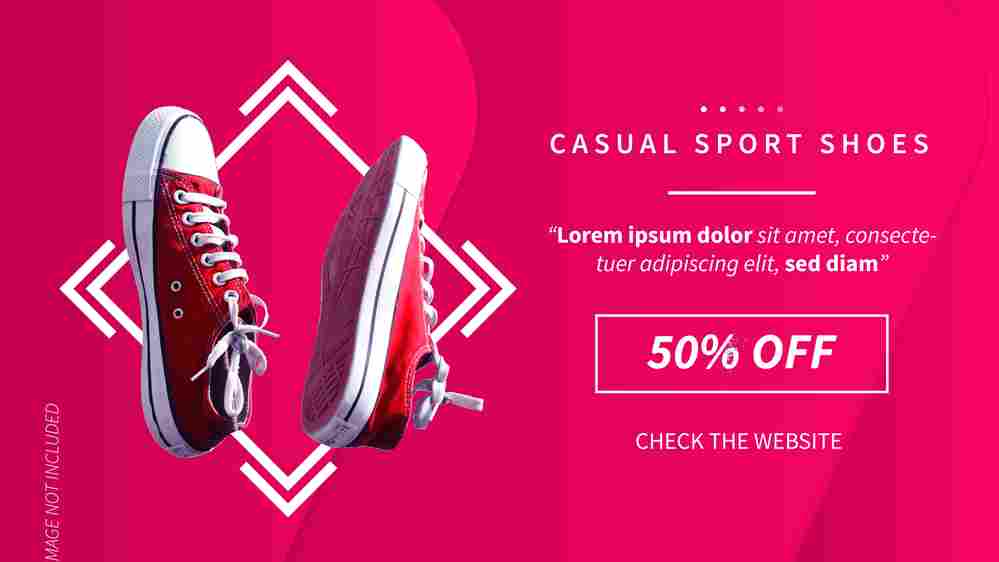 CASUAL SPORT SHOES
“Lorem ipsum dolor sit amet, consecte-
tuer adipiscing elit, sed diam”
50% OFF
CHECK THE WEBSITE
MAGE NOT INCLUDED